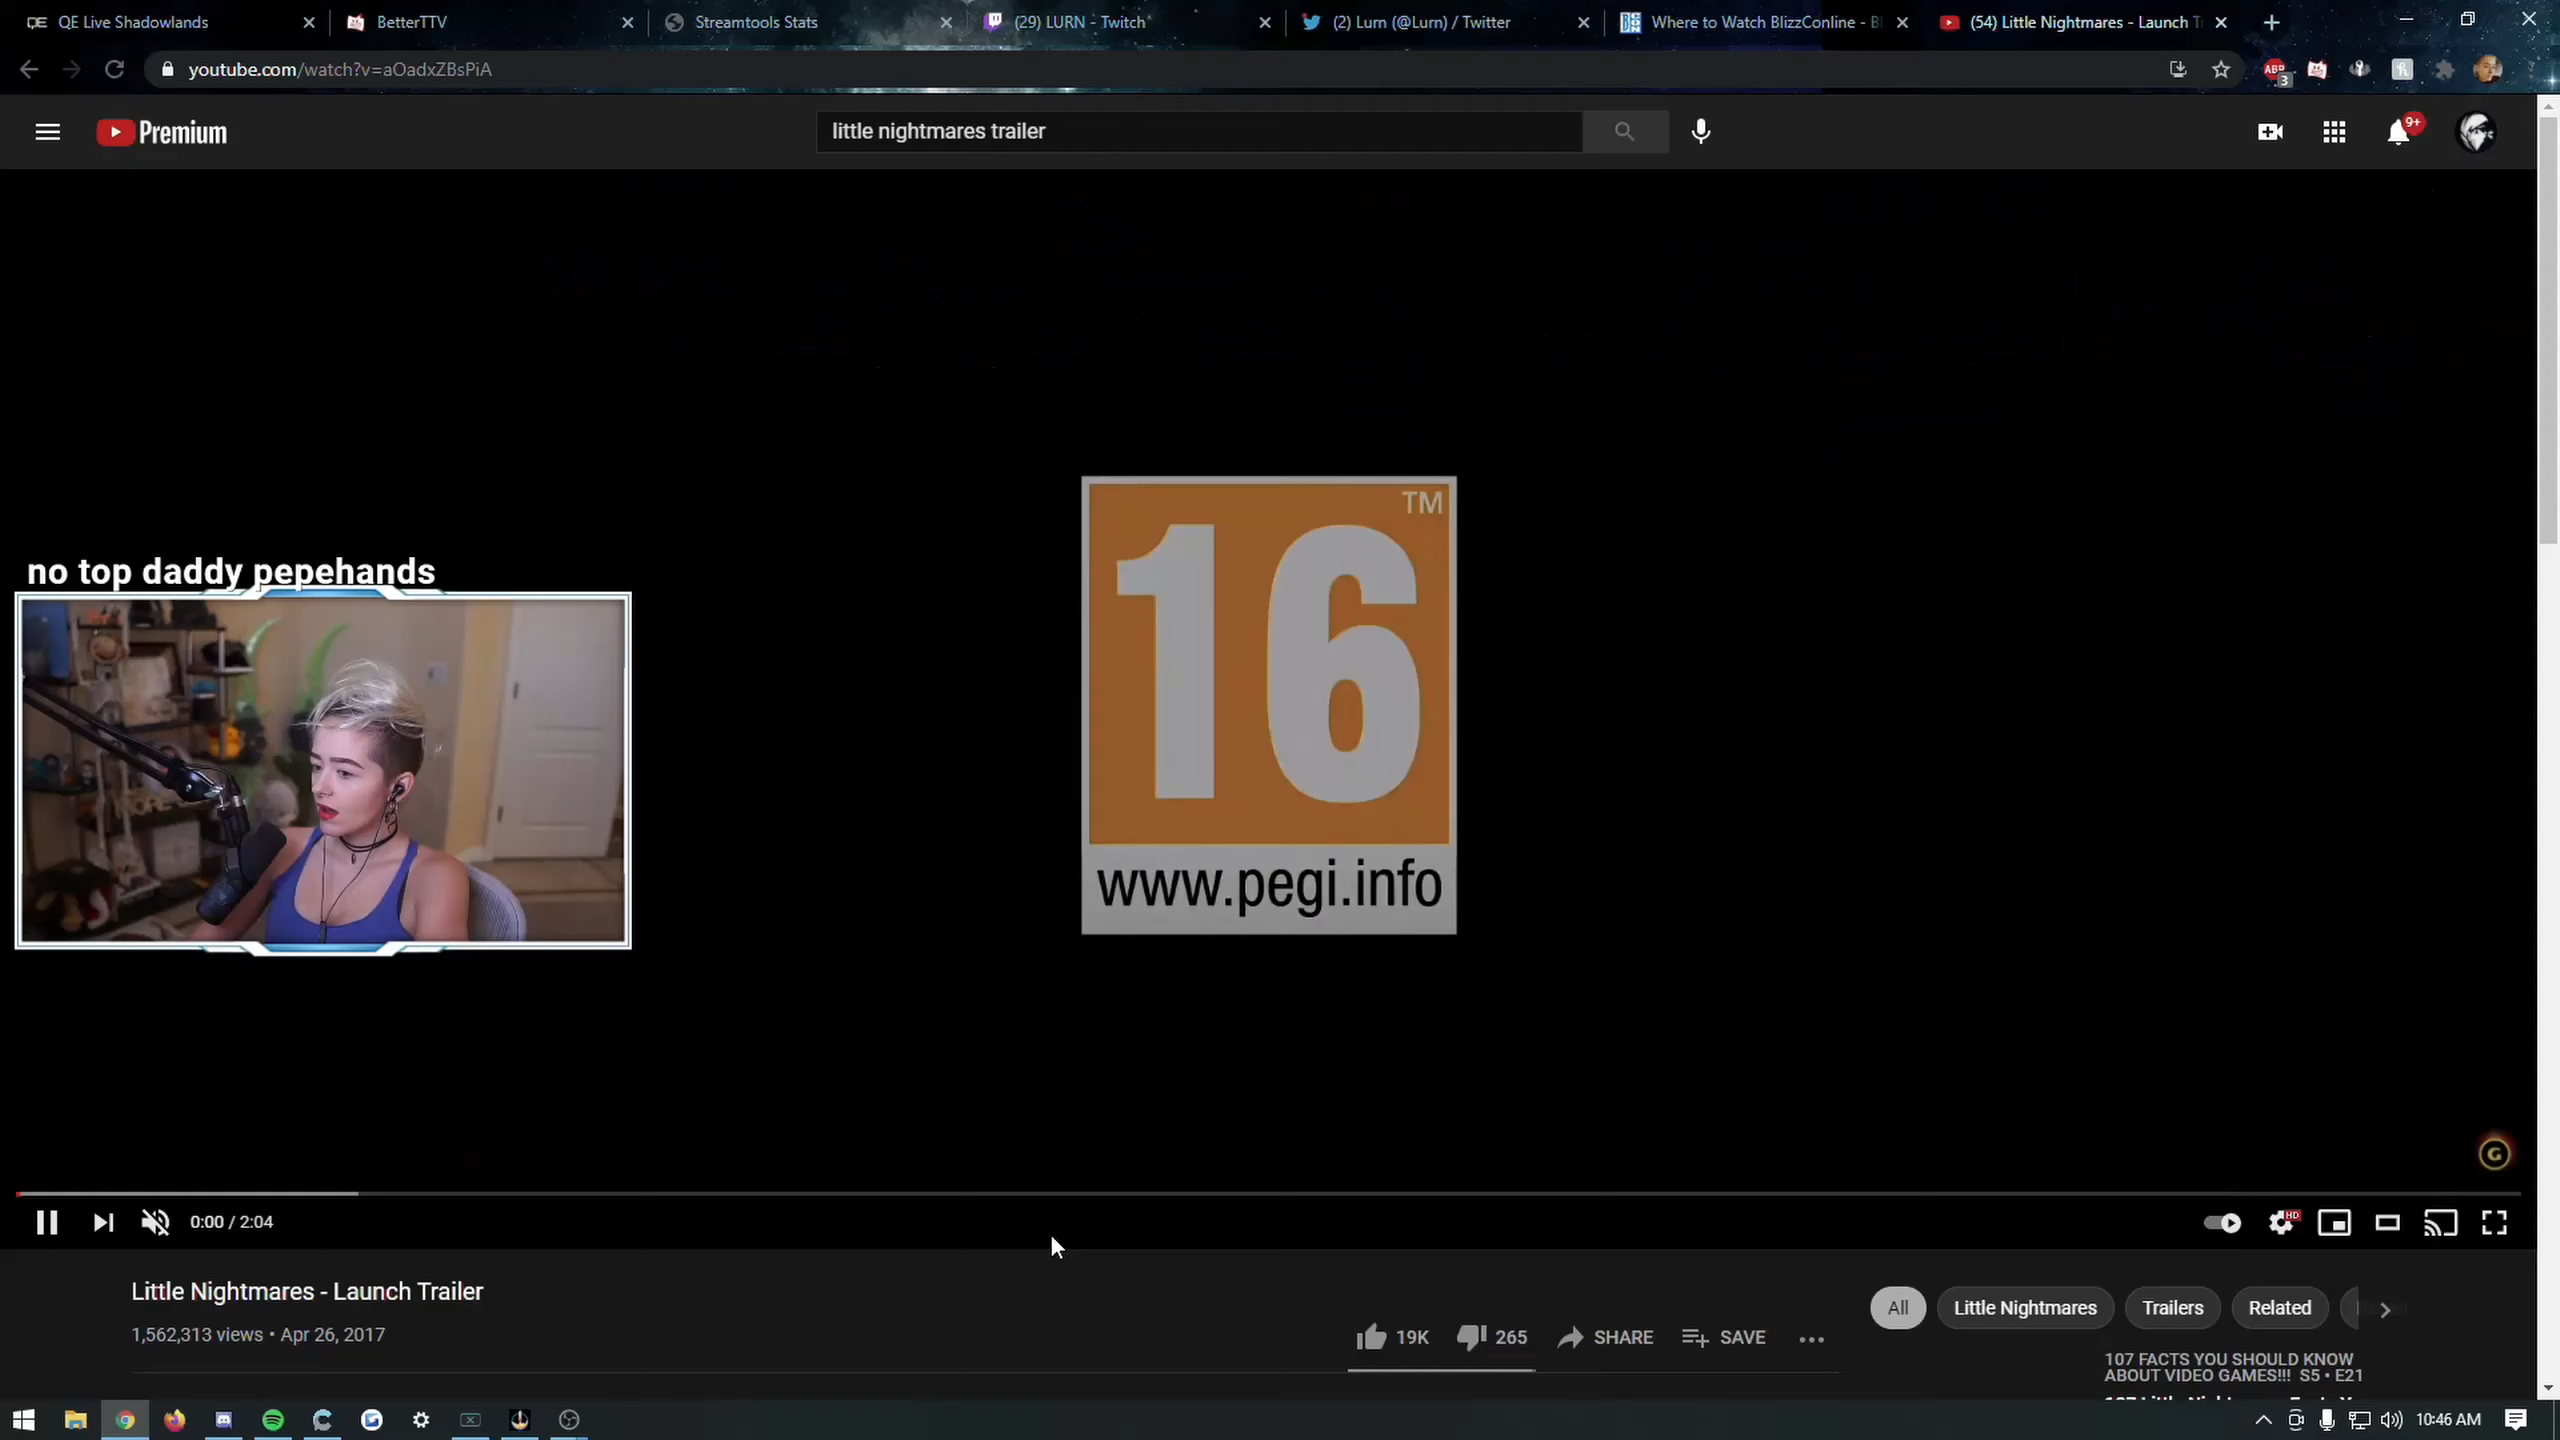 QE Live Shadowlands
BetterTTV
Streamtools Stats
(29) LURN - Twitch
(2) Lurn (@Lurn) / Twitter
Where to Watch BlizzConline - B
(54) Little Nightmares - Launch T
youtube.com/watch?v=aOadxZBsPiA
ABP
3
Premium
little nightmares trailer
9+
TM
16
www.pegi.info
no top daddy pepehands
G
0:00 / 2:04
HD
Little Nightmares - Launch Trailer
1,562,313 views • Apr 26, 2017
19K
265
SHARE
SAVE
All
Little Nightmares
Trailers
Related
107 FACTS YOU SHOULD KNOW
ABOUT VIDEO GAMES!!! S5 • E21
10:46 AM